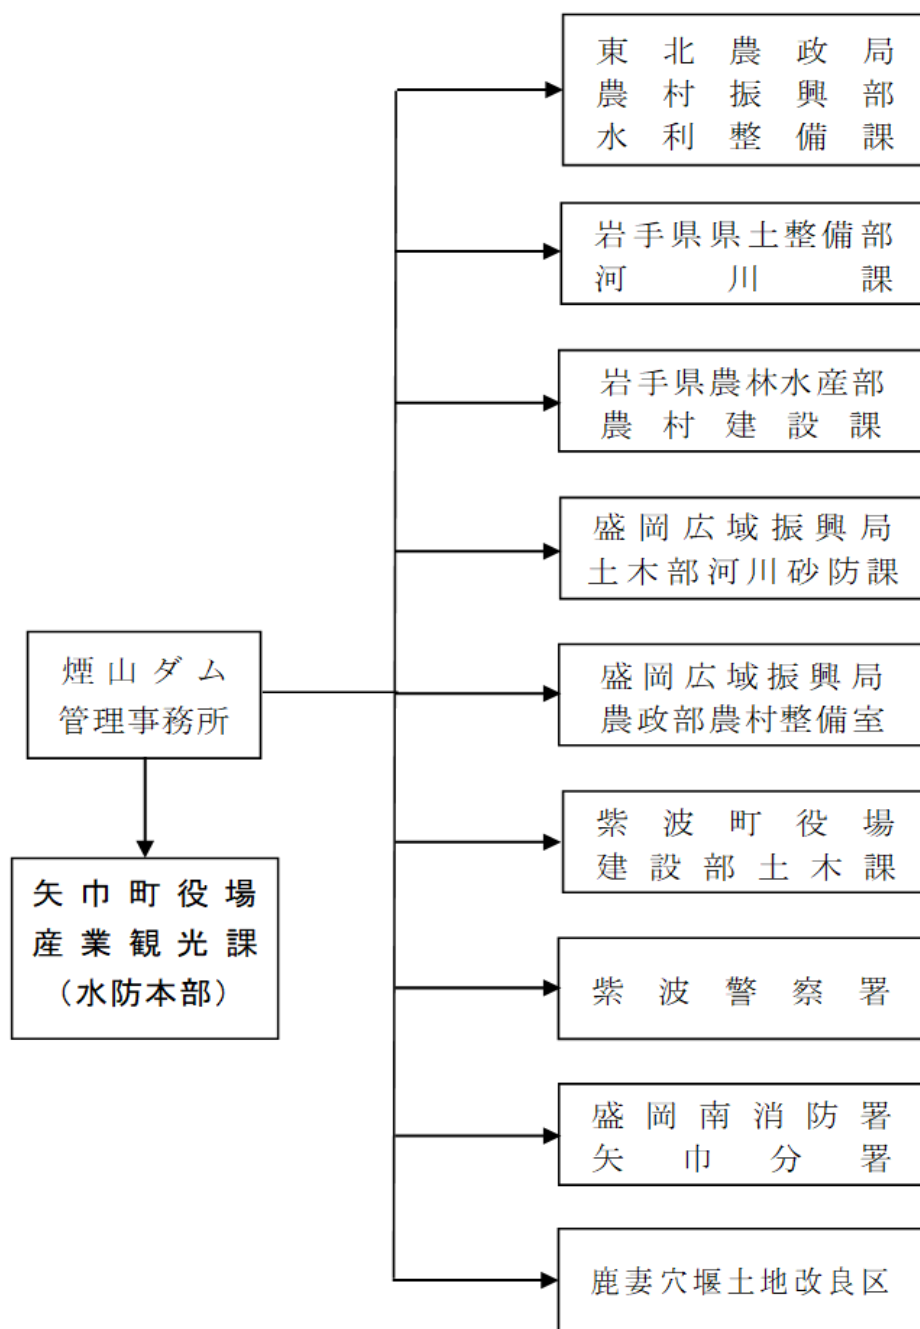 東北農政局
農村振興部
水利整備課
岩手県県土整備部
河川課
岩手県農林水産部
農村建設課
盛岡広域振興局
土木部河川砂防課
煙山ダム
管理事務所
盛岡広域振興局
農政部農村整備室
紫波町役場
建設部土木課
矢巾町役場
産業観光課
（水防本部）
紫波警察署
盛岡南消防署
矢巾分署
鹿妻穴堰土地改良区